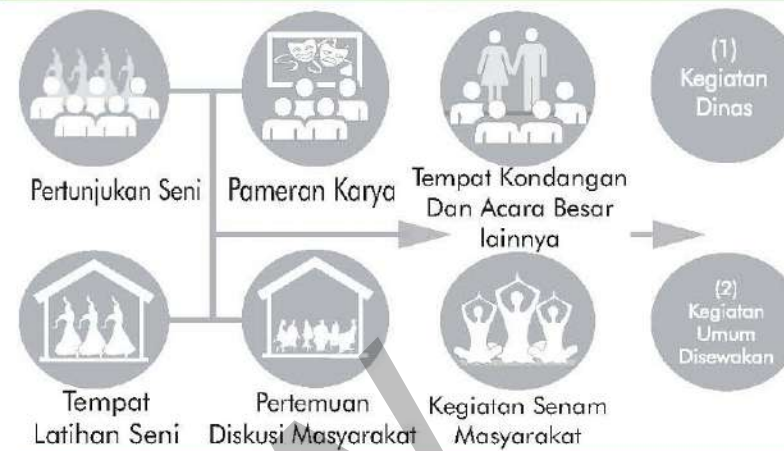 Pertunjukan Seni
Pameran Karya
Tempat Kondangan
Dan Acara Besar
lainnya
(1)
Kegiatan
Dinas
Tempat
Latihan Seni
Pertemuan
Diskusi Masyarakat
Kegiatan Senam
Masyarakat
(2)
Kegiatan
Umum
Disewakan